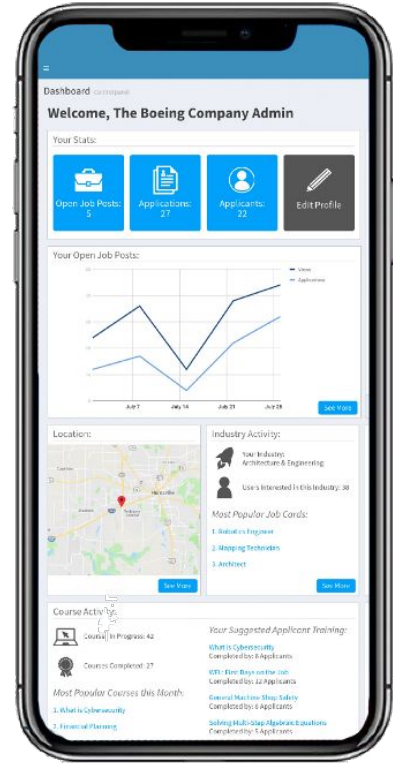 Dashboard Control panel
Welcome, The Boeing Company Admin
Your Stats:
Open Job Posts:
5
Applications:
27
Applicants:
22
Edit Profile
Your Open Job Posts:
Views
Applications
July 7
July 14
July 21
July 28
See More
Location:
Huntsville
See More
Industry Activity:
Your Industry:
Architecture & Engineering
Users Interested in this Industry: 38
Most Popular Job Cards:
1. Robotics Engineer
2. Mapping Technician
3. Architect
See More
Course Activity:
Courses In Progress: 42
Courses Completed: 27
Most Popular Courses this Month:
1. What is Cybersecurity
2. Financial Planning
Your Suggested Applicant Training:
What is Cybersecurity
Completed by: 8 Applicants
WFL: First Days on the Job
Completed by: 12 Applicants
General Machine Shop Safety
Completed by: 6 Applicants
Solving Multi-Step Algebraic Equations
Completed by: 5 Applicants